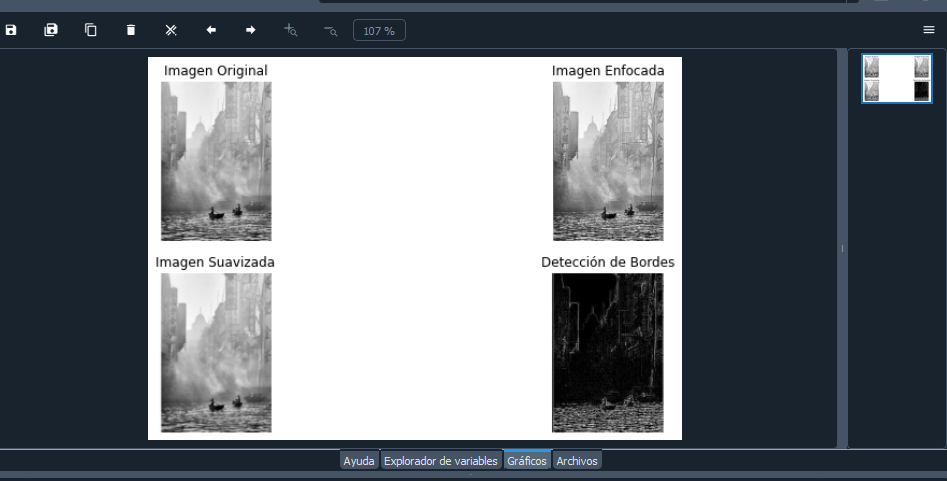 107 %
Imagen Original
Imagen Enfocada
Imagen Suavizada
Detección de Bordes
Ayuda
Explorador de variables
Gráficos
Archivos